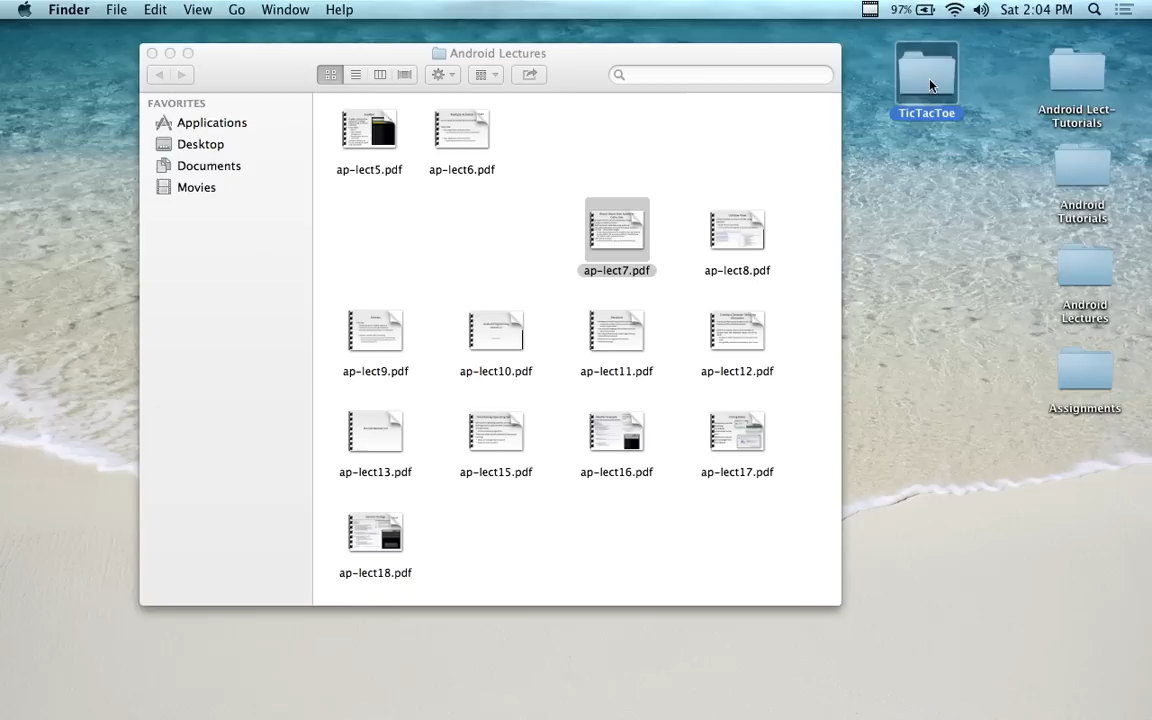 Finder File Edit View Go Window Help 97% Sat 2:04 PM
Android Lectures
FAVORITES
Applications
Desktop
Documents
Movies
ap-lect5.pdf ap-lect6.pdf
ap-lect7.pdf ap-lect8.pdf
ap-lect9.pdf ap-lect10.pdf ap-lect11.pdf ap-lect12.pdf
ap-lect13.pdf ap-lect15.pdf ap-lect16.pdf ap-lect17.pdf
ap-lect18.pdf
TicTacToe
Android Lect-
Tutorials
Android
Tutorials
Android
Lectures
Assignments